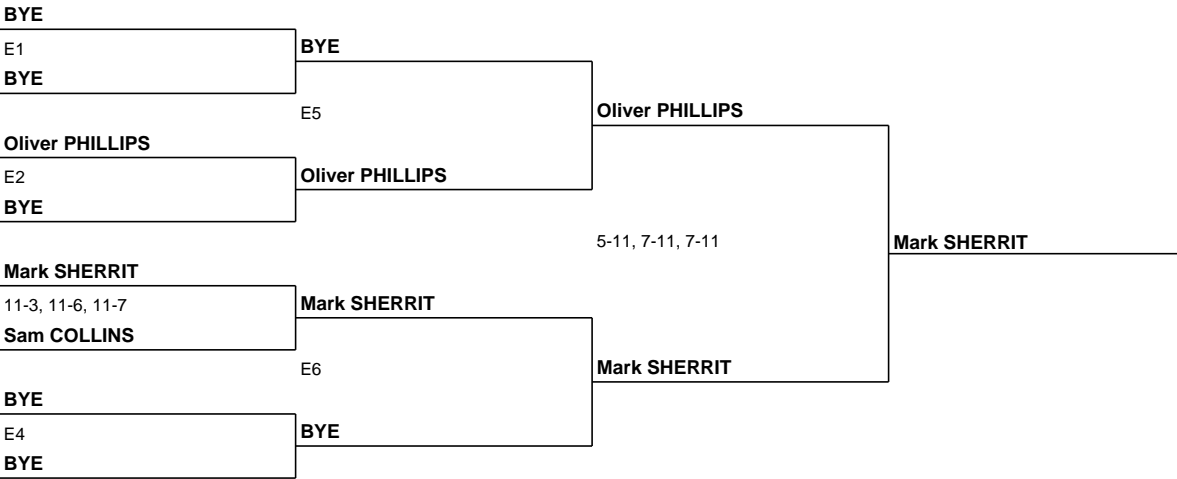 BYE
E1
BYE
BYE
E5
Oliver PHILLIPS
Oliver PHILLIPS
E2
Oliver PHILLIPS
BYE
5-11, 7-11, 7-11
Mark SHERRIT
Mark SHERRIT
11-3, 11-6, 11-7
Mark SHERRIT
Sam COLLINS
E6
Mark SHERRIT
BYE
E4
BYE
BYE